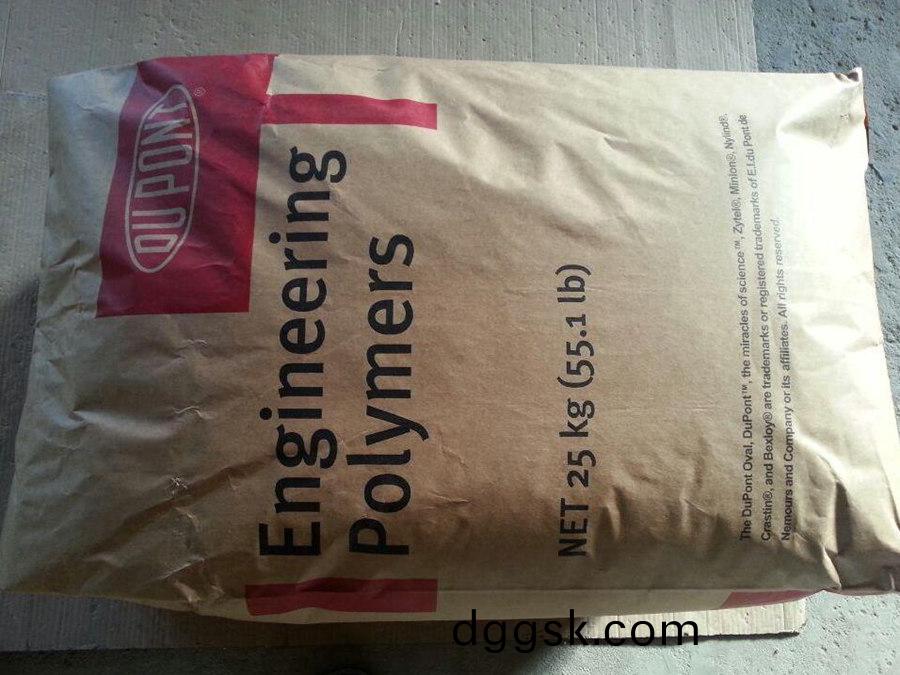 DUPONT®
Engineering
Polymers
NET 25 kg (55.1 lb)
The DuPont Oval, DuPont™, the miracles of science™, Zytel®, Minlon®, Nylind®,
Crastin®, and Bexloy® are trademarks or registered trademarks of E.I.du Pont de
Nemours and Company or its affiliates. All rights reserved.
dggsk.com